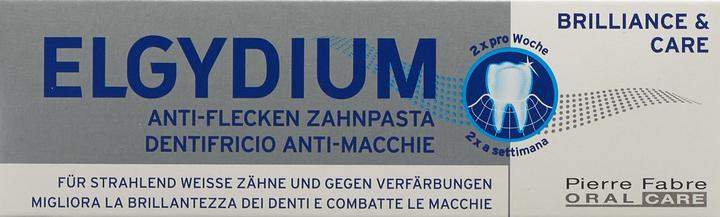 ELGYDIUM
ANTI-FLECKEN ZAHNPASTA
DENTIFRICIO ANTI-MACCHIE
FÜR STRAHLEND WEISSE ZÄHNE UND GEGEN VERFÄRBUNGEN
MIGLIORA LA BRILLANTEZZA DEI DENTI E COMBATTE LE MACCHIE
2 x pro Woche
2 x a settimana
BRILLIANCE &
CARE
Pierre Fabre
ORAL CARE